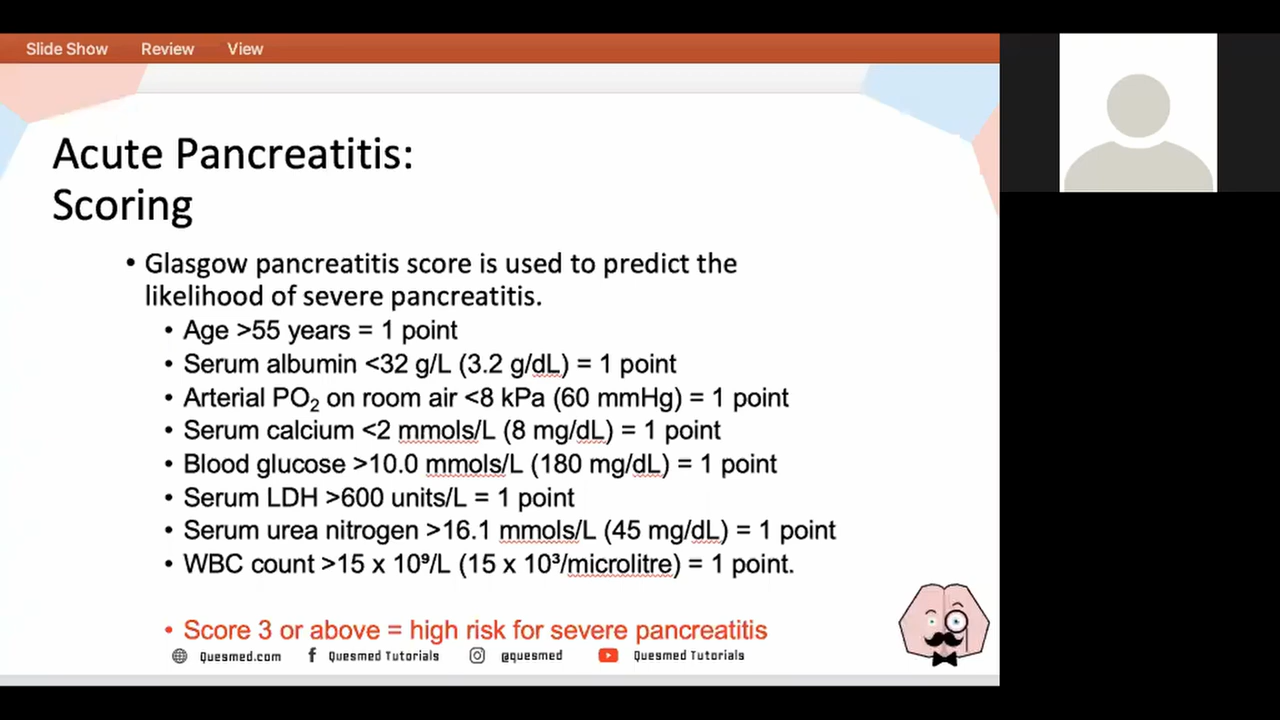 Slide Show Review View
Acute Pancreatitis:
Scoring
• Glasgow pancreatitis score is used to predict the
likelihood of severe pancreatitis.
• Age >55 years = 1 point
• Serum albumin <32 g/L (3.2 g/dL) = 1 point
• Arterial PO₂ on room air <8 kPa (60 mmHg) = 1 point
• Serum calcium <2 mmols/L (8 mg/dL) = 1 point
• Blood glucose >10.0 mmols/L (180 mg/dL) = 1 point
• Serum LDH >600 units/L = 1 point
• Serum urea nitrogen >16.1 mmols/L (45 mg/dL) = 1 point
• WBC count >15 x 10⁹/L (15 x 10³/microlitre) = 1 point.
• Score 3 or above = high risk for severe pancreatitis
Quesmed.com Quesmed Tutorials @quesmed Quesmed Tutorials